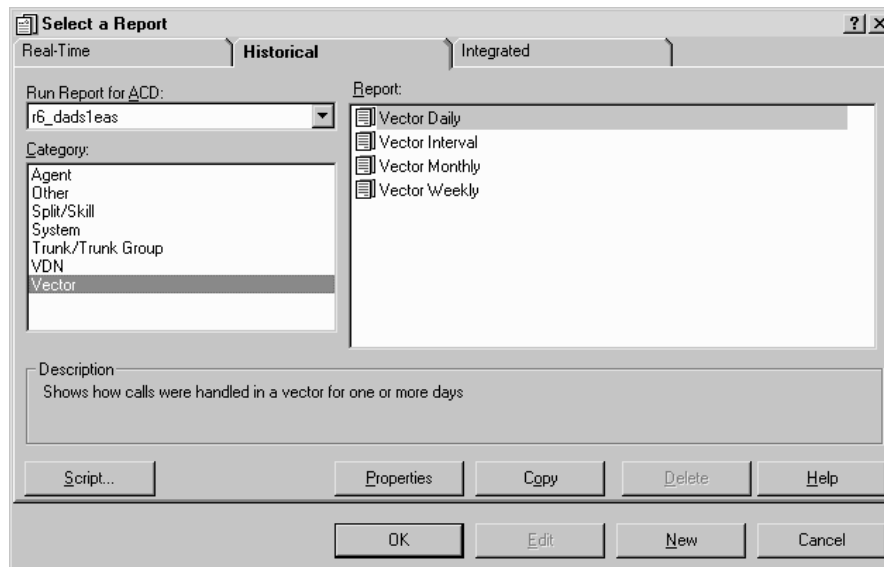 Select a Report
Real-Time
Historical
Integrated
Run Report for ACD:
r6_dads1eas
Category:
Agent
Other
Split/Skill
System
Trunk/Trunk Group
VDN
Vector
Report:
Vector Daily
Vector Interval
Vector Monthly
Vector Weekly
Description
Shows how calls were handled in a vector for one or more days
Script...
Properties
Copy
Delete
Help
OK
Edit
New
Cancel